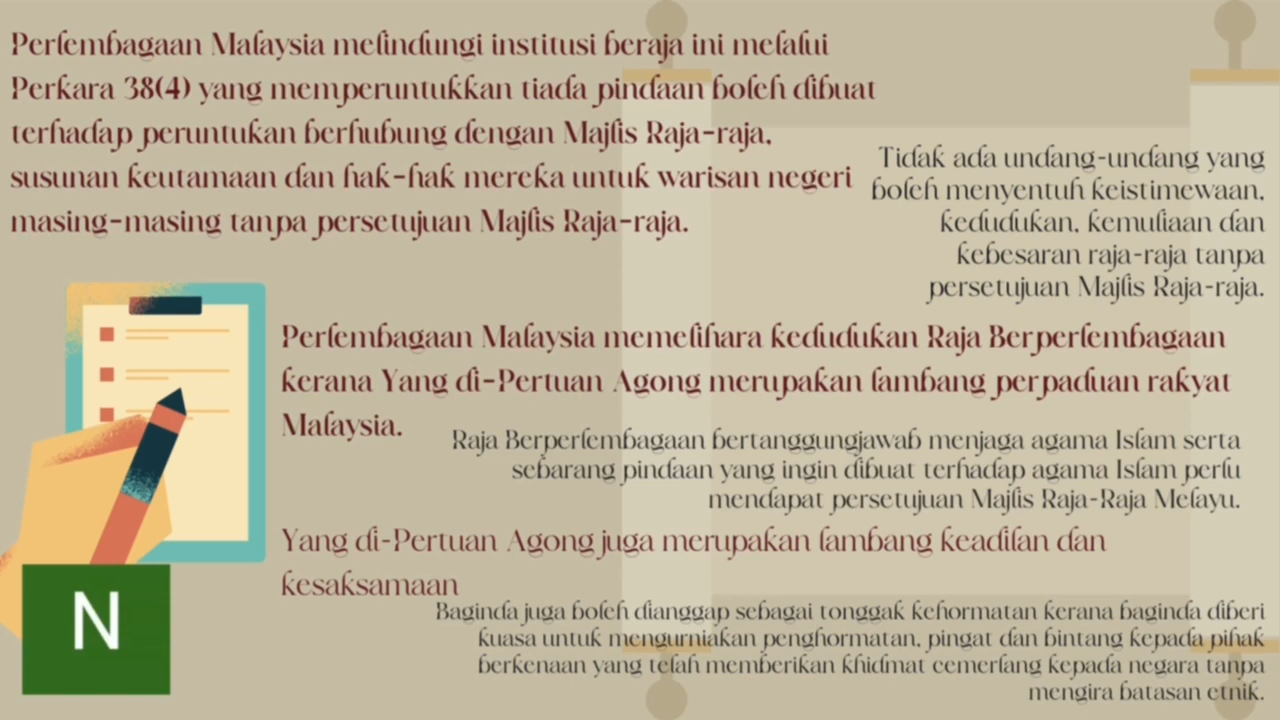 Perlembagaan Malaysia melindungi institusi beraja ini melalui
Perkara 38(4) yang memperuntukkan tiada pindaan boleh dibuat
terhadap peruntukan berhubung dengan Majlis Raja-raja,
susunan keutamaan dan hak-hak mereka untuk warisan negeri
masing-masing tanpa persetujuan Majlis Raja-raja.
Tidak ada undang-undang yang
boleh menyentuh keistimewaan,
kedudukan, kemuliaan dan
kebesaran raja-raja tanpa
persetujuan Majlis Raja-raja.
Perlembagaan Malaysia memelihara kedudukan Raja Berperlembagaan
kerana Yang di-Pertuan Agong merupakan lambang perpaduan rakyat
Malaysia.
Raja Berperlembagaan bertanggungjawab menjaga agama Islam serta
sebarang pindaan yang ingin dibuat terhadap agama Islam perlu
mendapat persetujuan Majlis Raja-Raja Melayu.
Yang di-Pertuan Agong juga merupakan lambang keadilan dan
kesaksamaan
Baginda juga boleh dianggap sebagai tonggak kehormatan kerana baginda diberi
kuasa untuk mengurniakan penghormatan, pingat dan bintang kepada pihak
berkenaan yang telah memberikan khidmat cemerlang kepada negara tanpa
mengira batasan etnik.
N